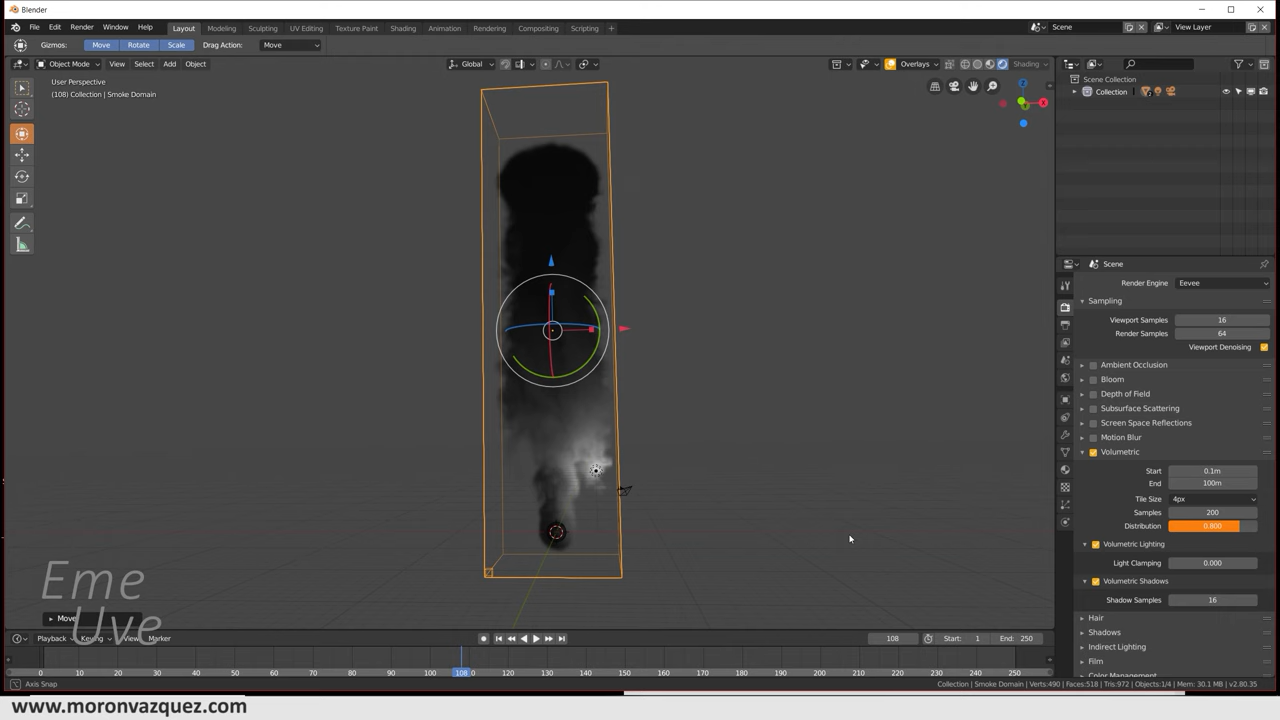 Blender
File Edit Render Window Help
Layout Modeling Sculpting UV Editing Texture Paint Shading Animation Rendering Compositing Scripting +
Scene View Layer
Gizmos: Move Rotate Scale Drag Action: Move
Object Mode View Select Add Object Global Overlays Shading
User Perspective
(108) Collection | Smoke Domain
Scene Collection
Collection
Scene
Render Engine Eevee
Sampling
Viewport Samples 16
Render Samples 64
Viewport Denoising
Ambient Occlusion
Bloom
Depth of Field
Subsurface Scattering
Screen Space Reflections
Motion Blur
Volumetric
Start 0.1m
End 100m
Tile Size 4px
Samples 200
Distribution 0.800
Volumetric Lighting
Light Clamping 0.000
Volumetric Shadows
Shadow Samples 16
Hair
Shadows
Indirect Lighting
Film
Color Management
Eme
Uve
Move
Playback Keying View Marker 108 Start: 1 End: 250
0 10 20 30 40 50 60 70 80 90 108 0 120 130 140 150 160 170 180 190 200 210 220 230 240 250
Axis Snap
Collection | Smoke Domain | Verts:490 | Faces:518 | Tris:972 | Objects:1/4 | Mem: 30.1 MB | v2.80.35
www.moronvazquez.com